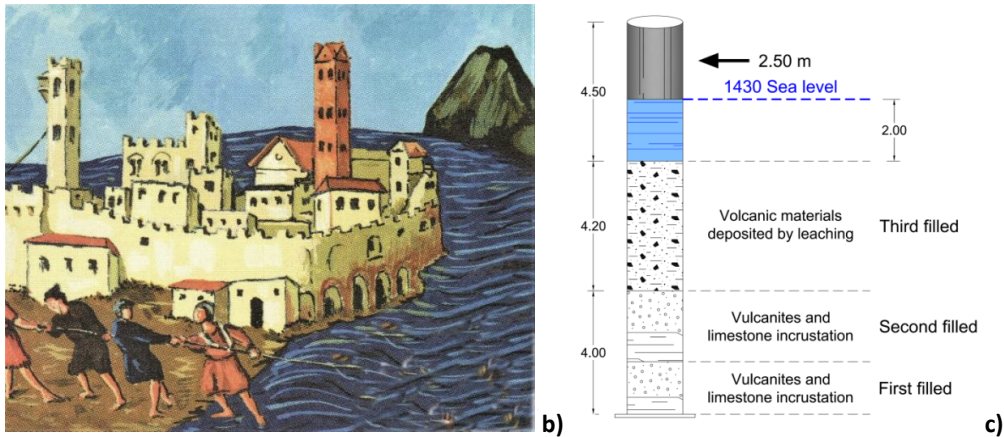 4.50
2.50 m
1430 Sea level
2.00
4.20
Volcanic materials
deposited by leaching
Third filled
4.00
Vulcanites and
limestone incrustation
Second filled
Vulcanites and
limestone incrustation
First filled
b)
c)